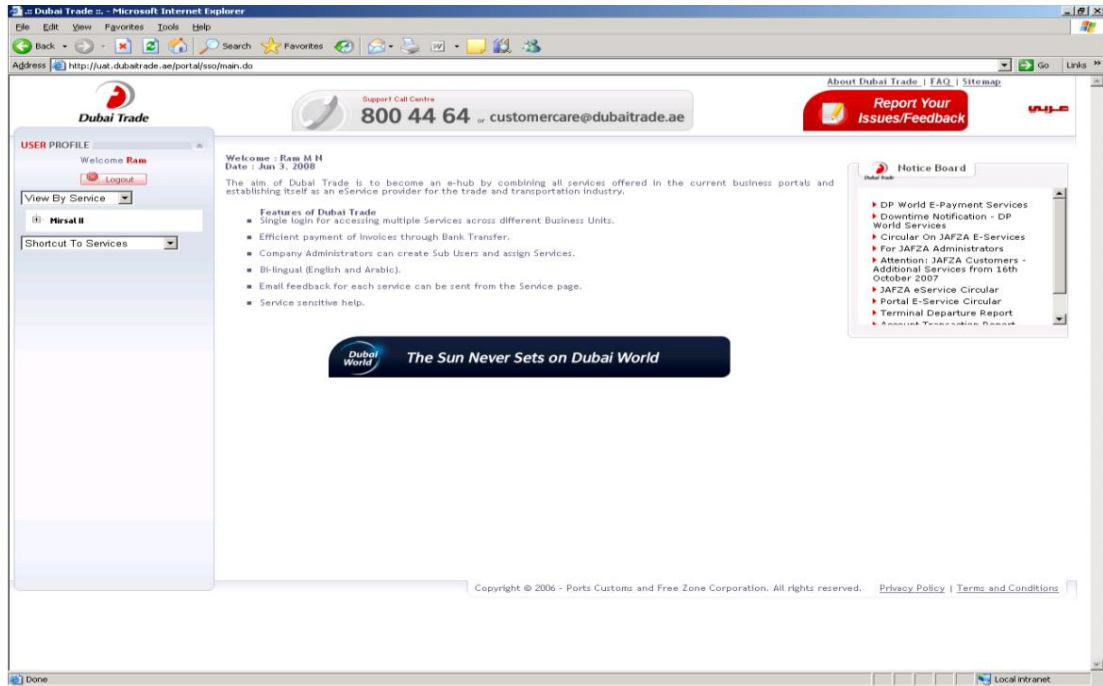 .:: Dubai Trade ::. - Microsoft Internet Explorer
File Edit View Favorites Tools Help
Back Search Favorites
Address http://uat.dubaitrade.ae/portal/sso/main.do Go Links »
About Dubai Trade | FAQ | Sitemap
Dubai Trade
Support Call Centre
800 44 64 or customercare@dubaitrade.ae
Report Your
Issues/Feedback
عربي
USER PROFILE
Welcome Ram
Logout
View By Service
Mirsal II
Shortcut To Services
Welcome : Ram M N
Date : Jun 3, 2008
The aim of Dubai Trade is to become an e-hub by combining all services offered in the current business portals and
establishing itself as an eService provider for the trade and transportation industry.
Features of Dubai Trade
Single login for accessing multiple Services across different Business Units.
Efficient payment of Invoices through Bank Transfer.
Company Administrators can create Sub Users and assign Services.
Bi-lingual (English and Arabic).
Email feedback for each service can be sent from the Service page.
Service sensitive help.
Dubai Trade
Notice Board
DP World E-Payment Services
Downtime Notification - DP
World Services
Circular On JAFZA E-Services
For JAFZA Administrators
Attention: JAFZA Customers -
Additional Services from 16th
October 2007
JAFZA eService Circular
Portal E-Service Circular
Terminal Departure Report
Account Transaction Report
Dubai
World
The Sun Never Sets on Dubai World
Copyright © 2006 - Ports Customs and Free Zone Corporation. All rights reserved. Privacy Policy | Terms and Conditions
Done Local intranet